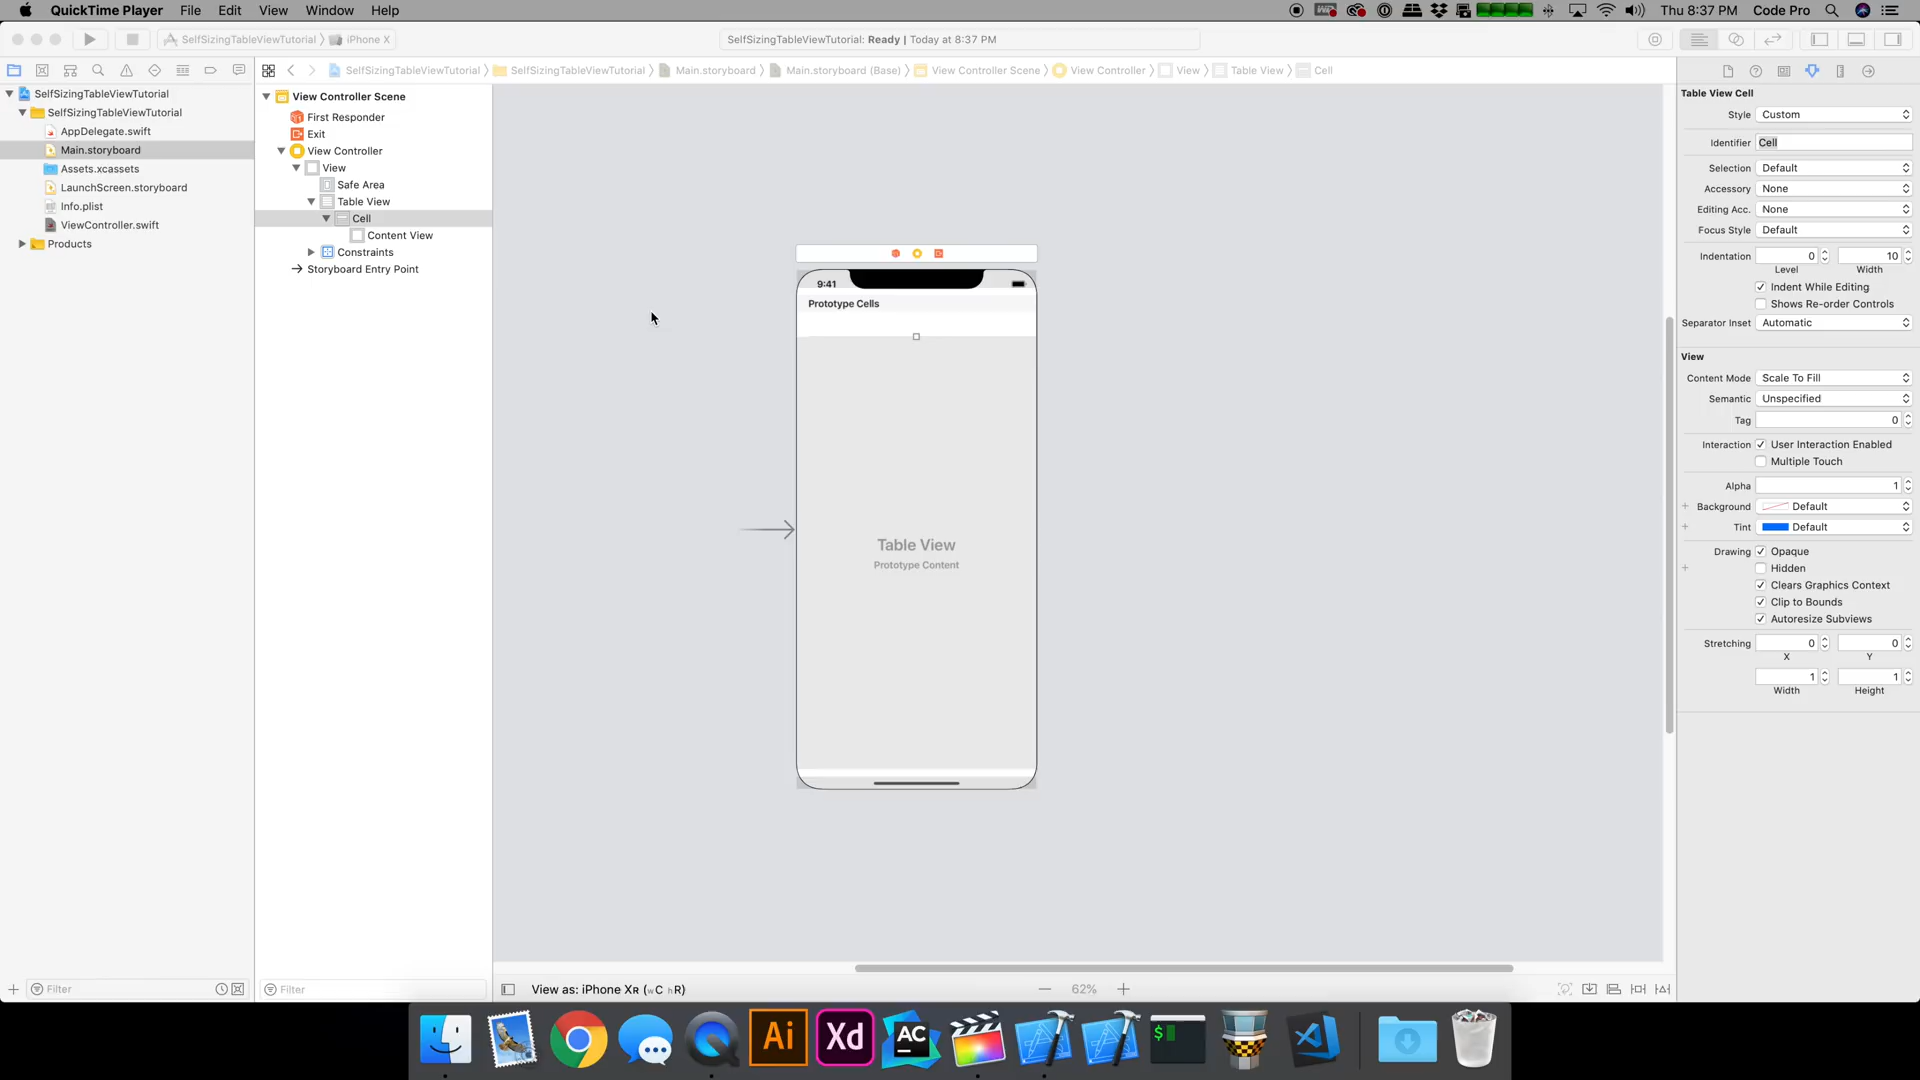 QuickTime Player File Edit View Window Help
Thu 8:37 PM Code Pro
SelfSizingTableViewTutorial iPhone X
SelfSizingTableViewTutorial: Ready | Today at 8:37 PM
SelfSizingTableViewTutorial SelfSizingTableViewTutorial Main.storyboard Main.storyboard (Base) View Controller Scene View Controller View Table View Cell
SelfSizingTableViewTutorial
SelfSizingTableViewTutorial
AppDelegate.swift
Main.storyboard
Assets.xcassets
LaunchScreen.storyboard
Info.plist
ViewController.swift
Products
Filter
View Controller Scene
First Responder
Exit
View Controller
View
Safe Area
Table View
Cell
Content View
Constraints
Storyboard Entry Point
Filter
9:41
Prototype Cells
Table View
Prototype Content
View as: iPhone XR (wC hR)
62%
Table View Cell
Style Custom
Identifier Cell
Selection Default
Accessory None
Editing Acc. None
Focus Style Default
Indentation 0 10
Level Width
Indent While Editing
Shows Re-order Controls
Separator Inset Automatic
View
Content Mode Scale To Fill
Semantic Unspecified
Tag 0
Interaction User Interaction Enabled
Multiple Touch
Alpha 1
Background Default
Tint Default
Drawing Opaque
Hidden
Clears Graphics Context
Clip to Bounds
Autoresize Subviews
Stretching 0 0
X Y
1 1
Width Height
Ai
Xd
AC
$